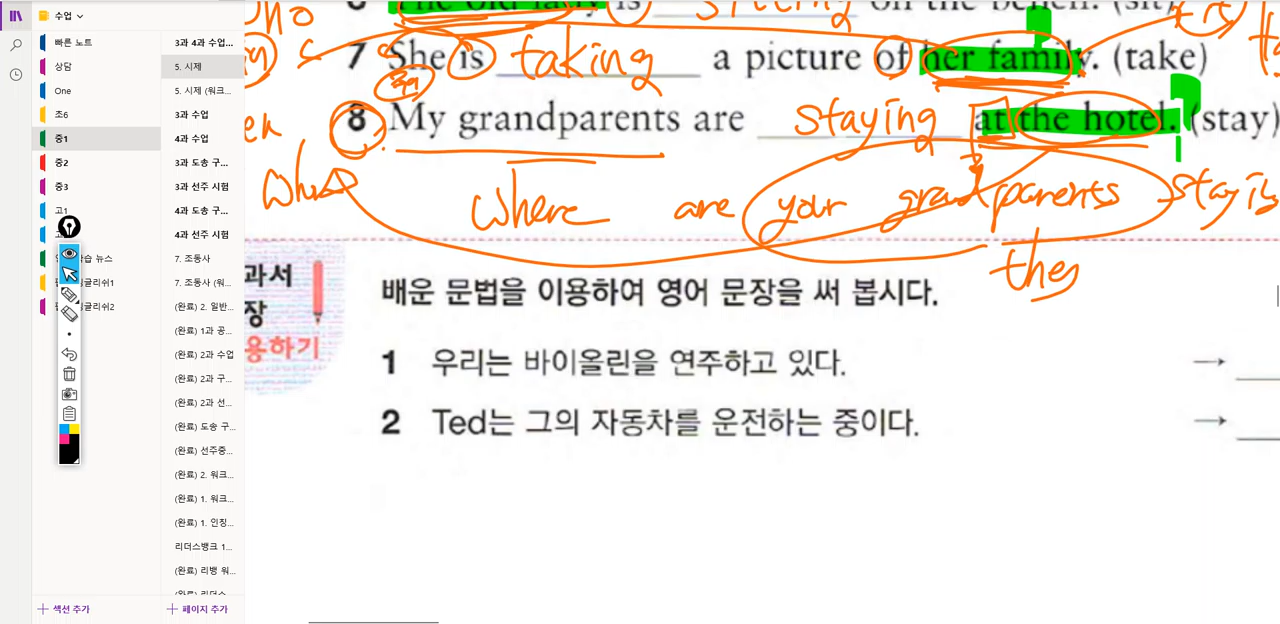 수업
빠른 노트
상담
One
초6
중1
중2
중3
고1
습 뉴스
글리쉬1
글리쉬2
섹션 추가
3과 4과 수업...
5. 시제
5. 시제 (워크...
3과 수업
4과 수업
3과 도송 구...
3과 선주 시험
4과 도송 구...
4과 선주 시험
7. 조동사
7. 조동사 (워...
(완료) 2. 일반...
(완료) 1과 공...
(완료) 2과 수업
(완료) 2과 구...
(완료) 2과 선...
(완료) 도송 구...
(완료) 선주중...
(완료) 2. 워크...
(완료) 1. 워크...
(완료) 1. 인칭...
리더스뱅크 1...
(완료) 리뱅 워...
페이지 추가
The old lady is sitting on the bench. (sit)
7 She is taking a picture of her family. (take)
8 My grandparents are staying at the hotel. (stay)
where are your grandparents staying
they
과서
장
용하기
배운 문법을 이용하여 영어 문장을 써 봅시다.
1 우리는 바이올린을 연주하고 있다. →
2 Ted는 그의 자동차를 운전하는 중이다. →